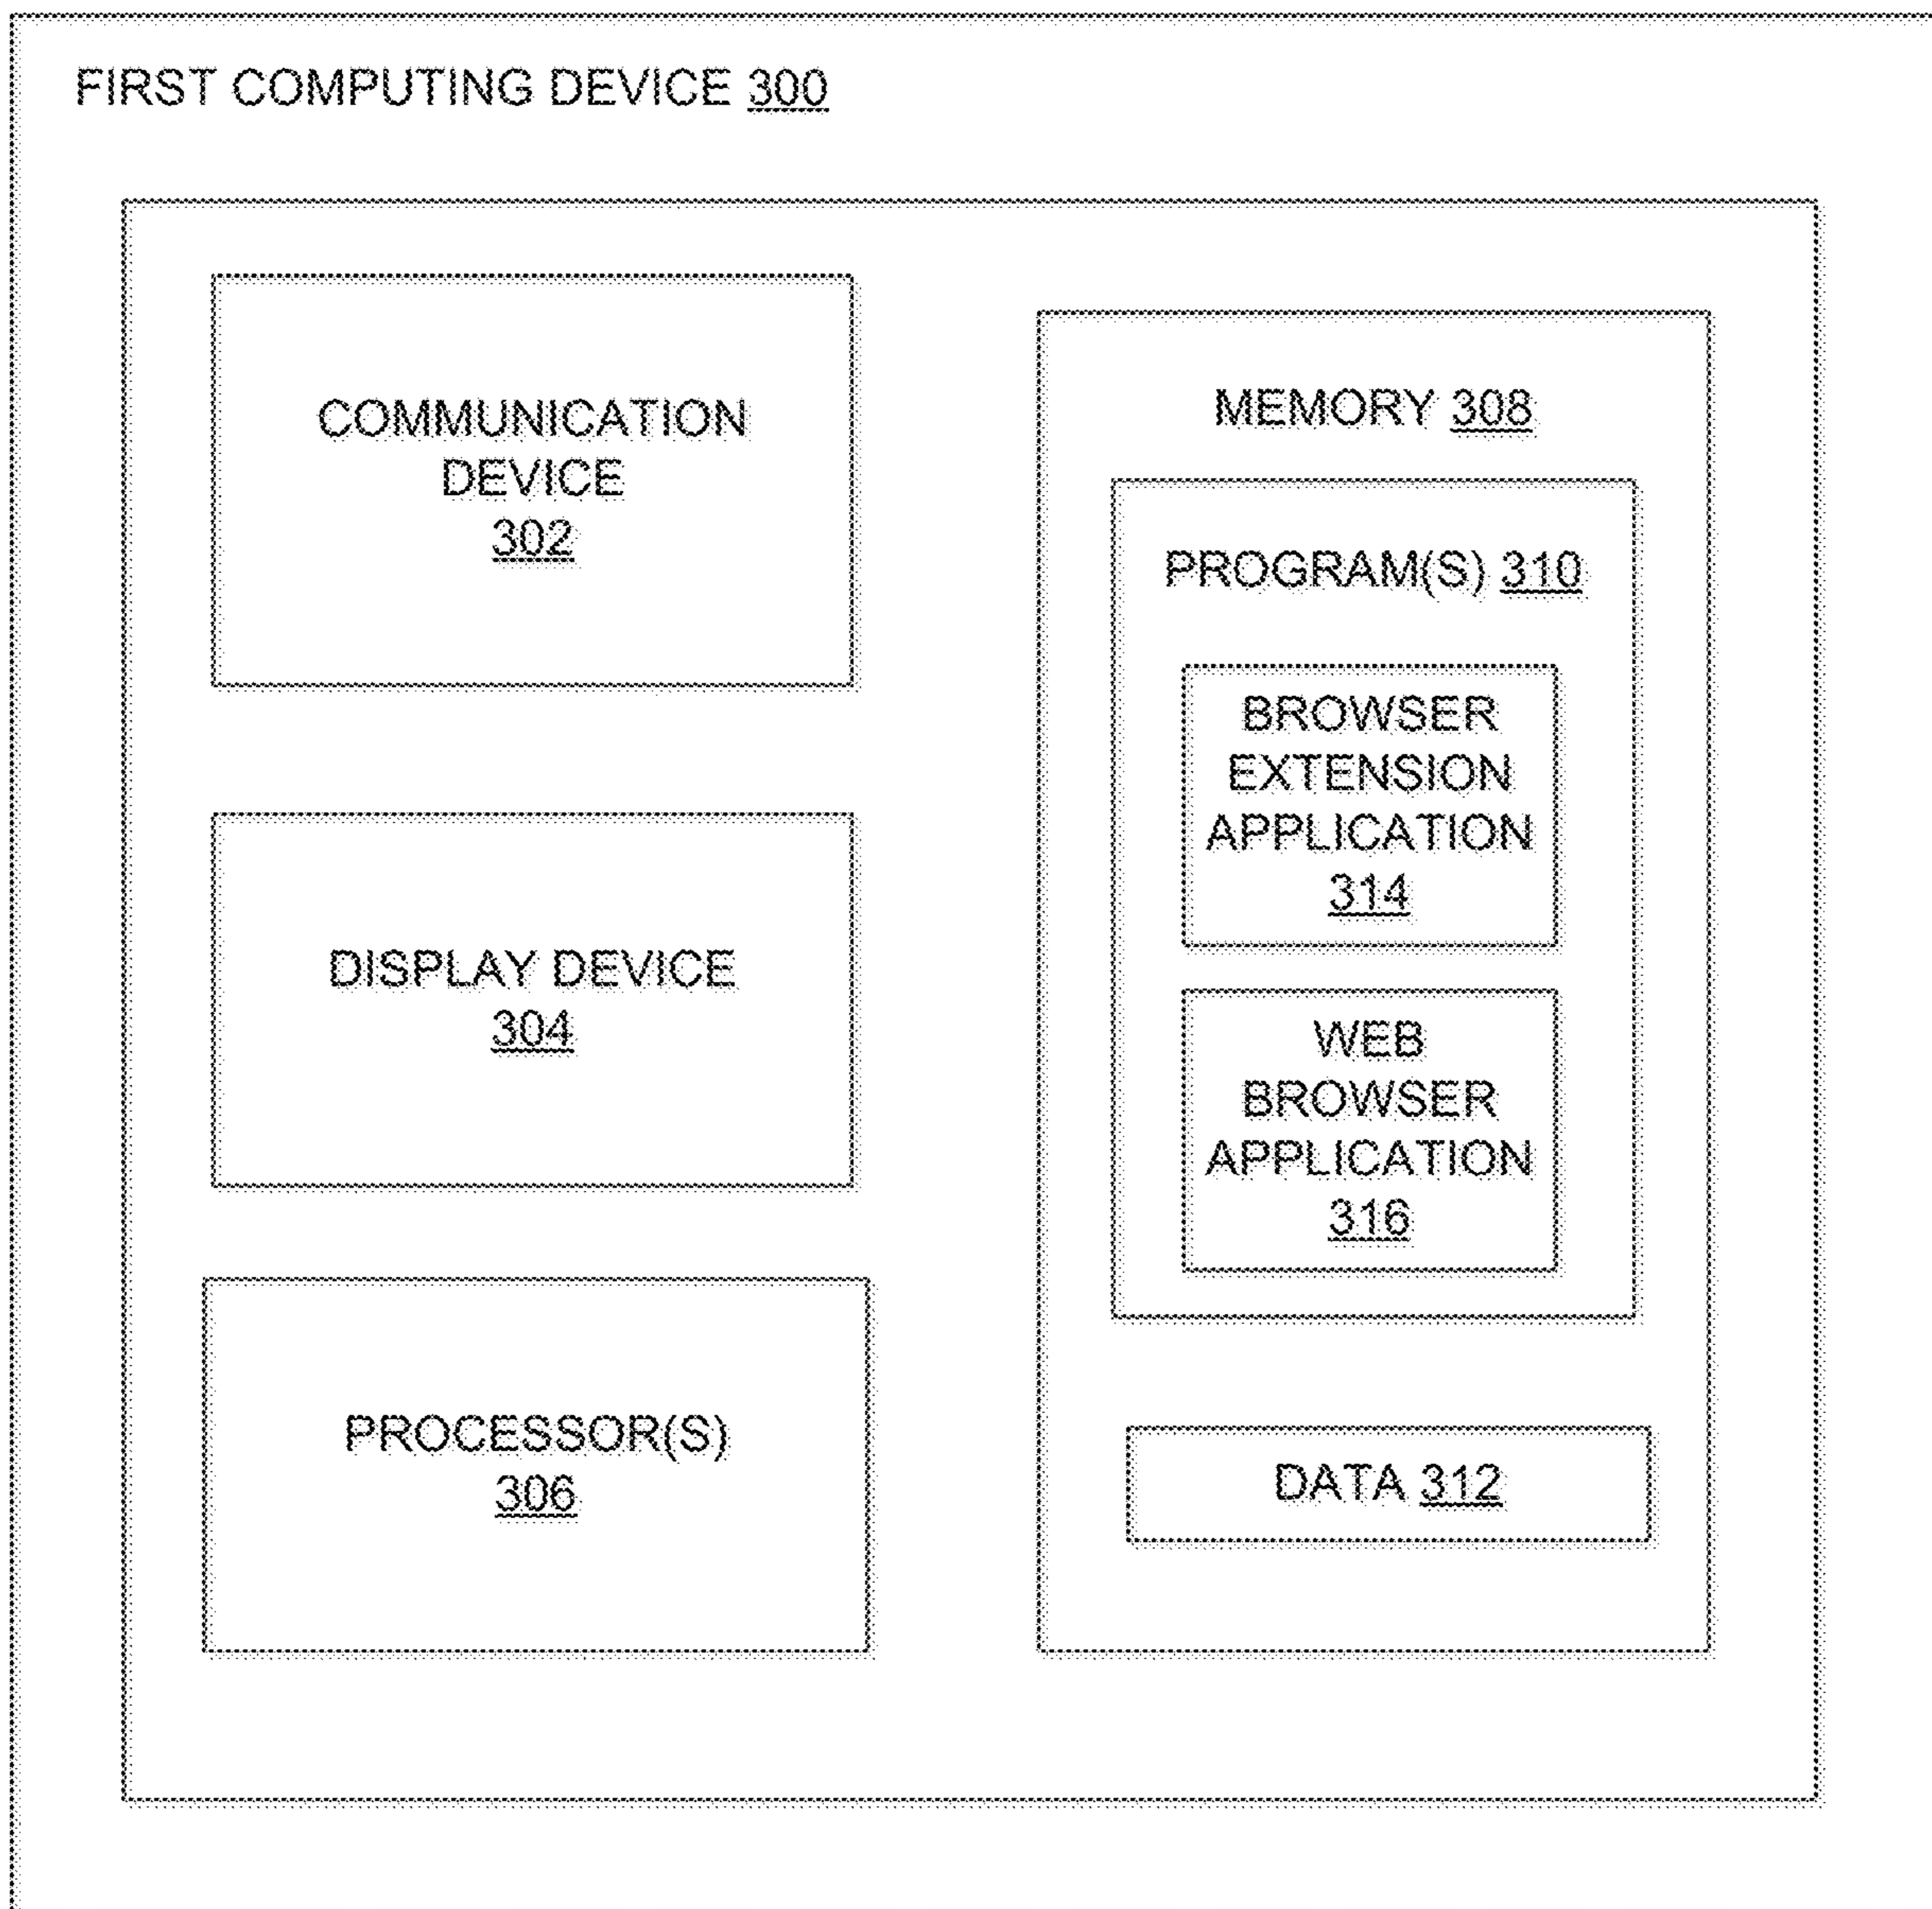 FIRST COMPUTING DEVICE 300
COMMUNICATION
DEVICE
302
DISPLAY DEVICE
304
PROCESSOR(S)
306
MEMORY 308
PROGRAM(S) 310
BROWSER
EXTENSION
APPLICATION
314
WEB
BROWSER
APPLICATION
316
DATA 312